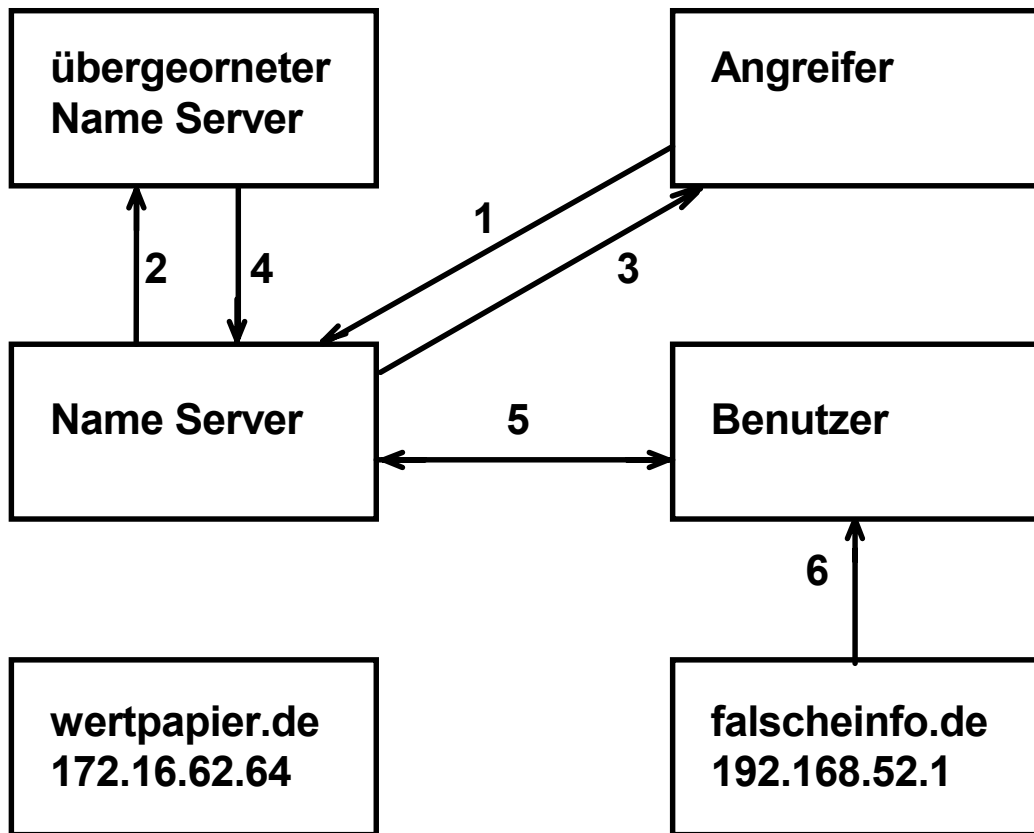 übergeorneter
Name Server
Angreifer
1
2
4
3
Name Server
5
Benutzer
6
wertpapier.de
172.16.62.64
falscheinfo.de
192.168.52.1